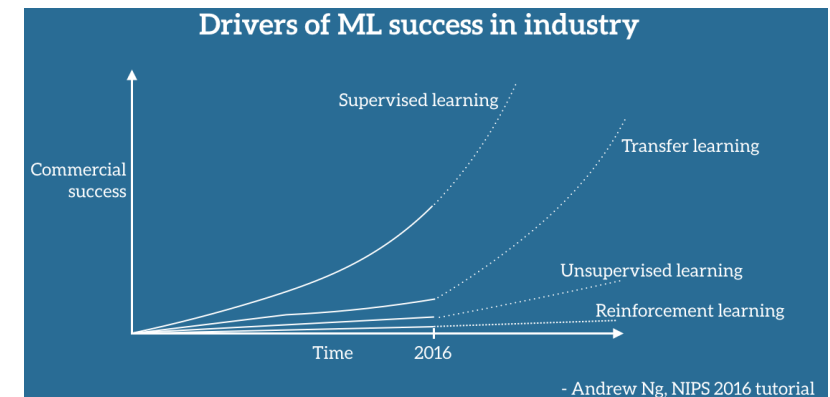 Drivers of ML success in industry
Supervised learning
Transfer learning
Commercial
success
Unsupervised learning
Reinforcement learning
Time
2016
- Andrew Ng, NIPS 2016 tutorial